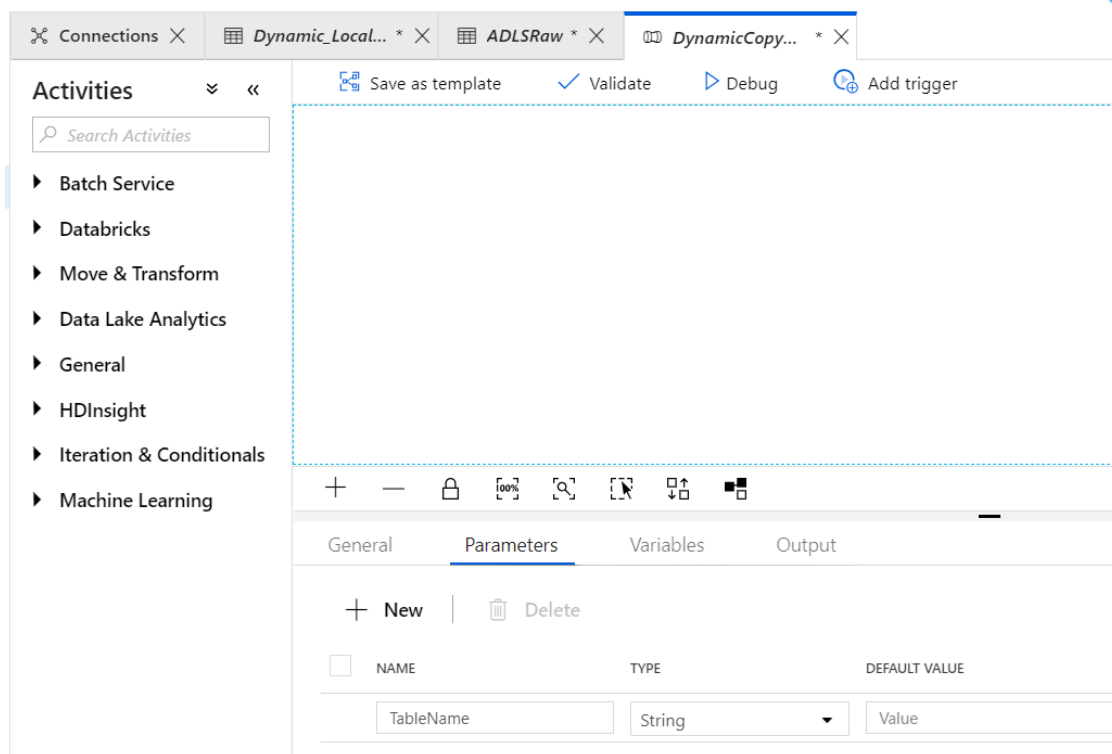 Connections
Dynamic_Local... *
ADLSRaw *
DynamicCopy... *
Activities
Search Activities
Batch Service
Databricks
Move & Transform
Data Lake Analytics
General
HDInsight
Iteration & Conditionals
Machine Learning
Save as template
Validate
Debug
Add trigger
100%
General
Parameters
Variables
Output
New
Delete
NAME
TYPE
DEFAULT VALUE
TableName
String
Value